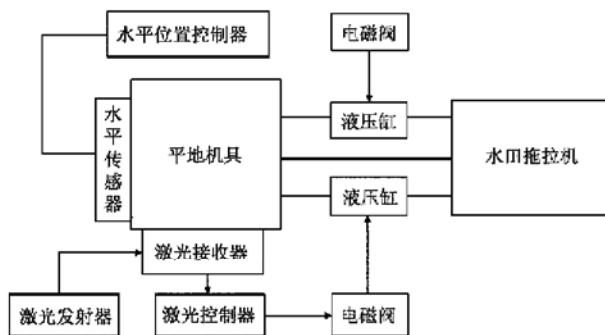 水平位置控制器
电磁阀
水平传感器
平地机具
液压缸
水田拖拉机
液压缸
激光接收器
激光发射器
激光控制器
电磁阀